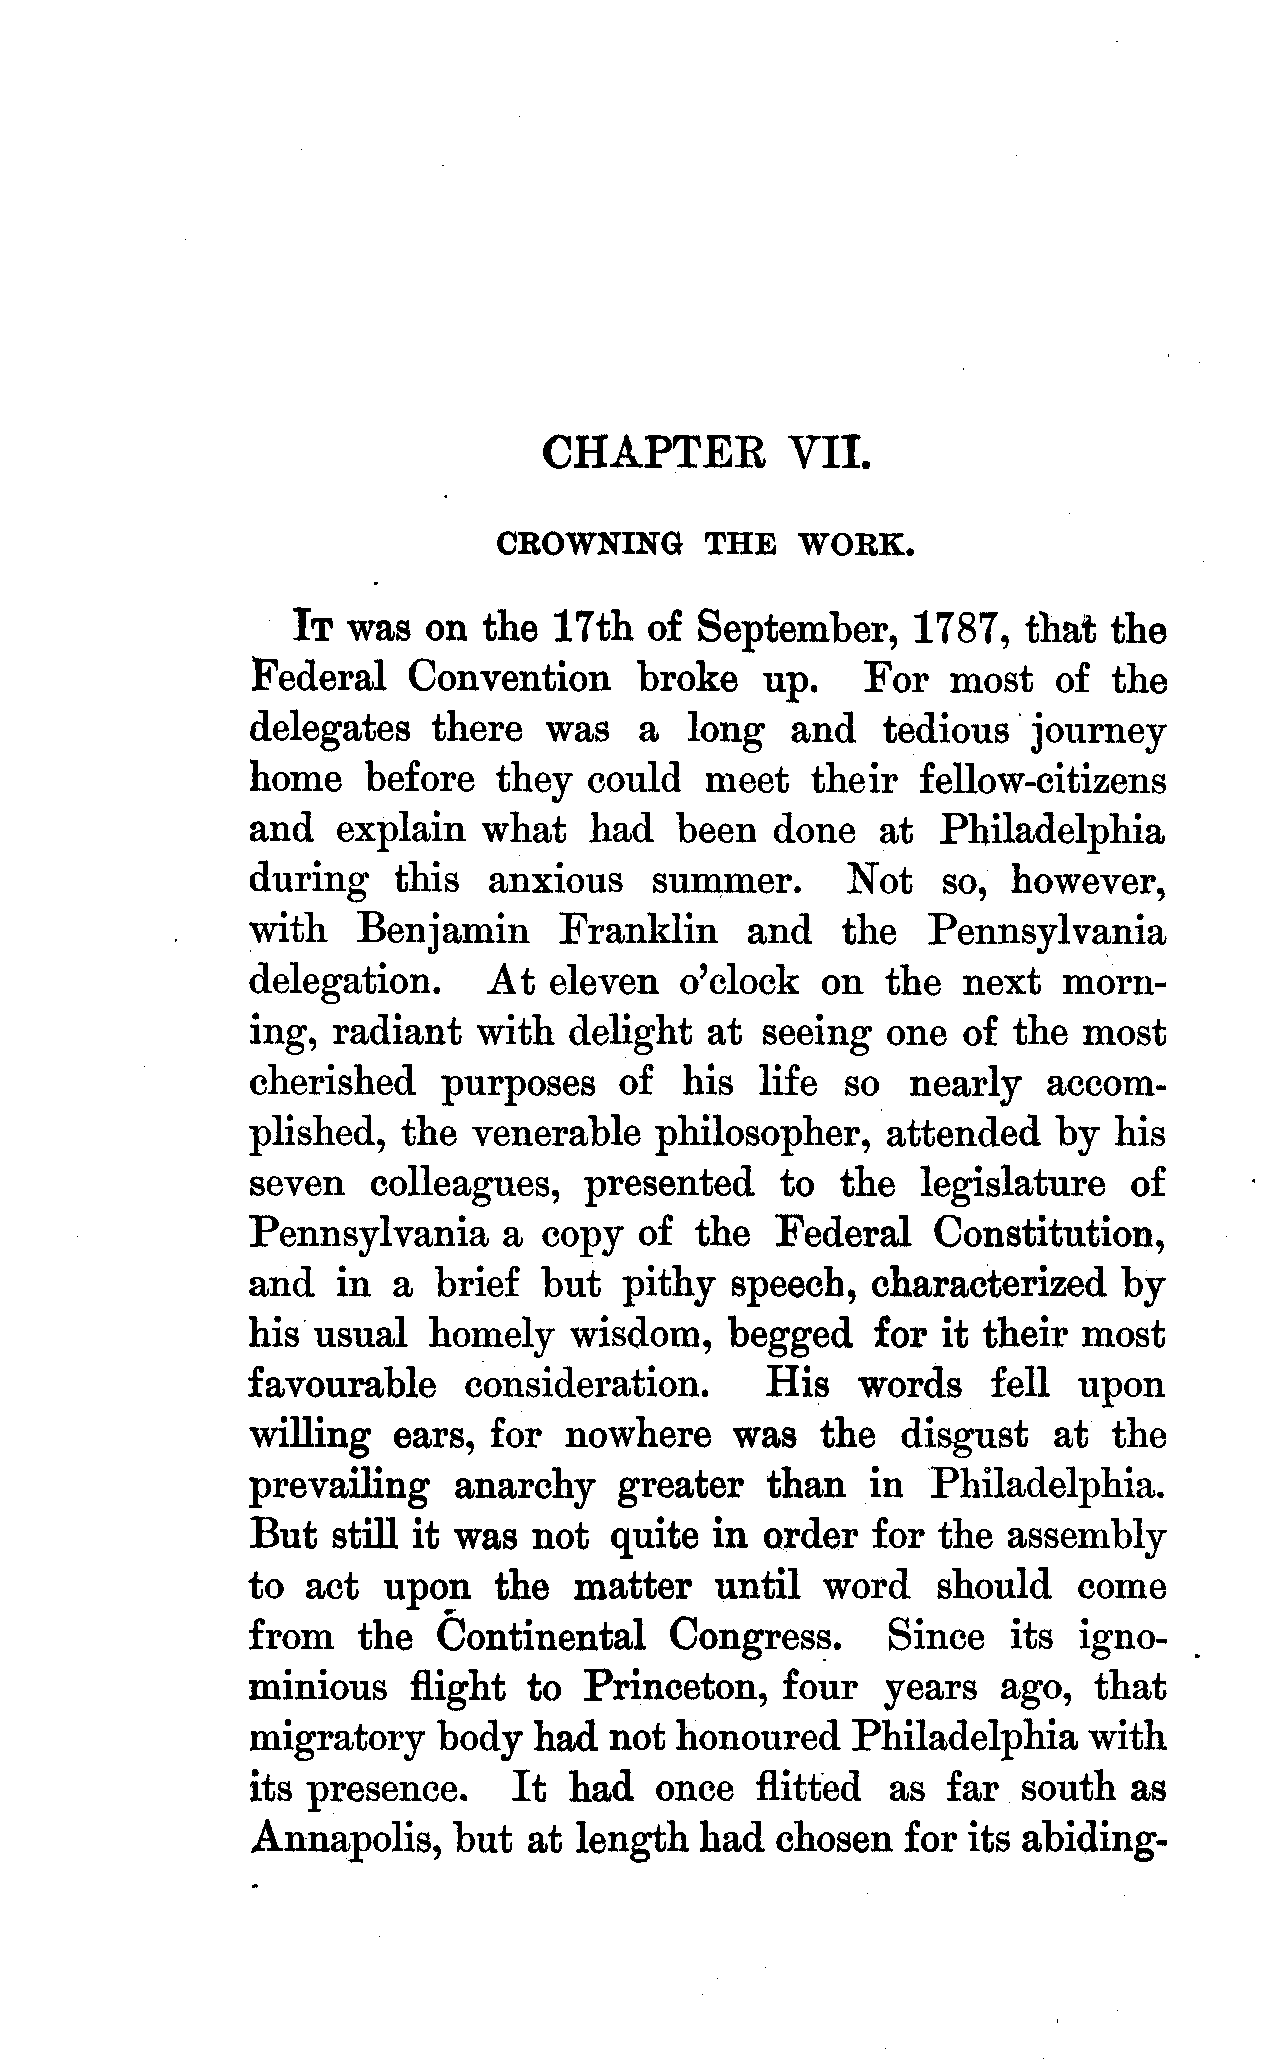 CHAPTER VII.
CROWNING THE WORK.
IT was on the 17th of September, 1787, that the
Federal Convention broke up. For most of the
delegates there was a long and tedious journey
home before they could meet their fellow-citizens
and explain what had been done at Philadelphia
during this anxious summer. Not so, however,
with Benjamin Franklin and the Pennsylvania
delegation. At eleven o'clock on the next morn-
ing, radiant with delight at seeing one of the most
cherished purposes of his life so nearly accom-
plished, the venerable philosopher, attended by his
seven colleagues, presented to the legislature of
Pennsylvania a copy of the Federal Constitution,
and in a brief but pithy speech, characterized by
his usual homely wisdom, begged for it their most
favourable consideration. His words fell upon
willing ears, for nowhere was the disgust at the
prevailing anarchy greater than in Philadelphia.
But still it was not quite in order for the assembly
to act upon the matter until word should come
from the Continental Congress. Since its igno-
minious flight to Princeton, four years ago, that
migratory body had not honoured Philadelphia with
its presence. It had once flitted as far south as
Annapolis, but at length had chosen for its abiding-